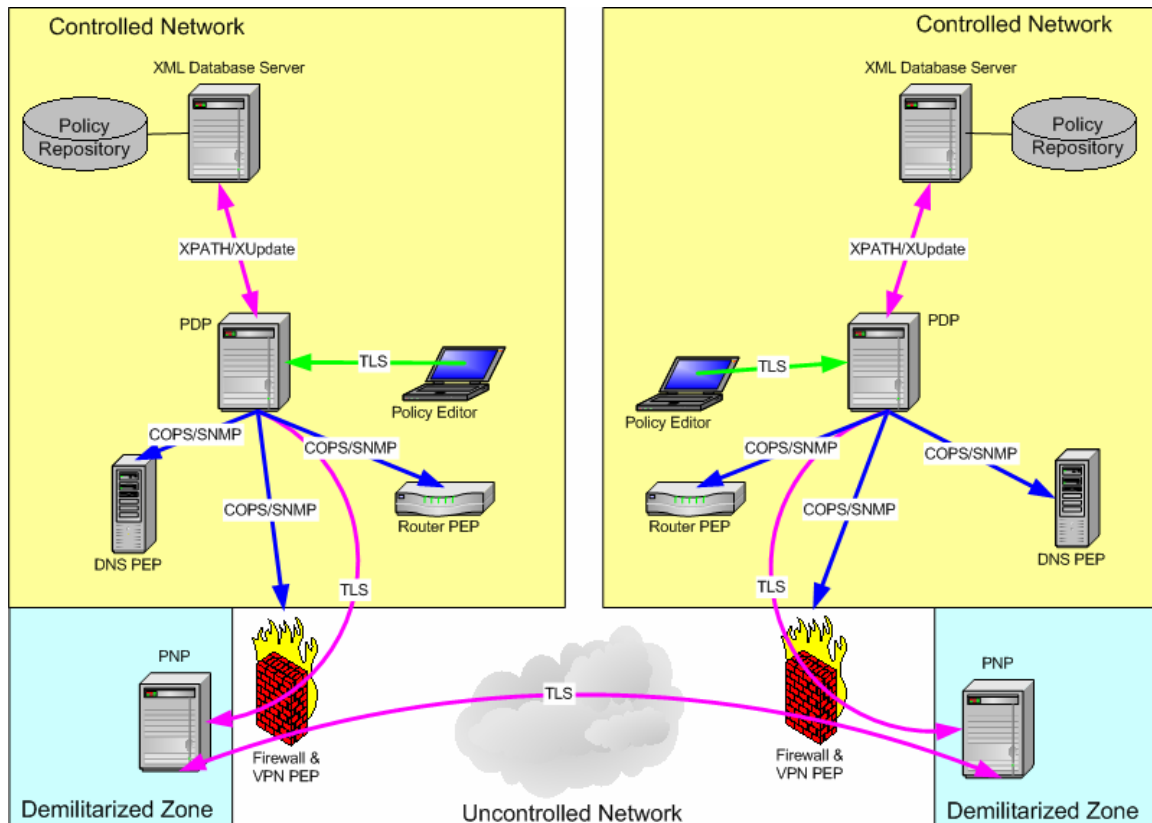 Controlled Network
XML Database Server
Policy
Repository
XPATH/XUpdate
PDP
TLS
Policy Editor
COPS/SNMP
COPS/SNMP
COPS/SNMP
DNS PEP
Router PEP
TLS
Controlled Network
XML Database Server
Policy
Repository
XPATH/XUpdate
PDP
TLS
Policy Editor
COPS/SNMP
COPS/SNMP
COPS/SNMP
Router PEP
DNS PEP
TLS
PNP
Firewall &
VPN PEP
Demilitarized Zone
TLS
Uncontrolled Network
Firewall &
VPN PEP
PNP
Demilitarized Zone